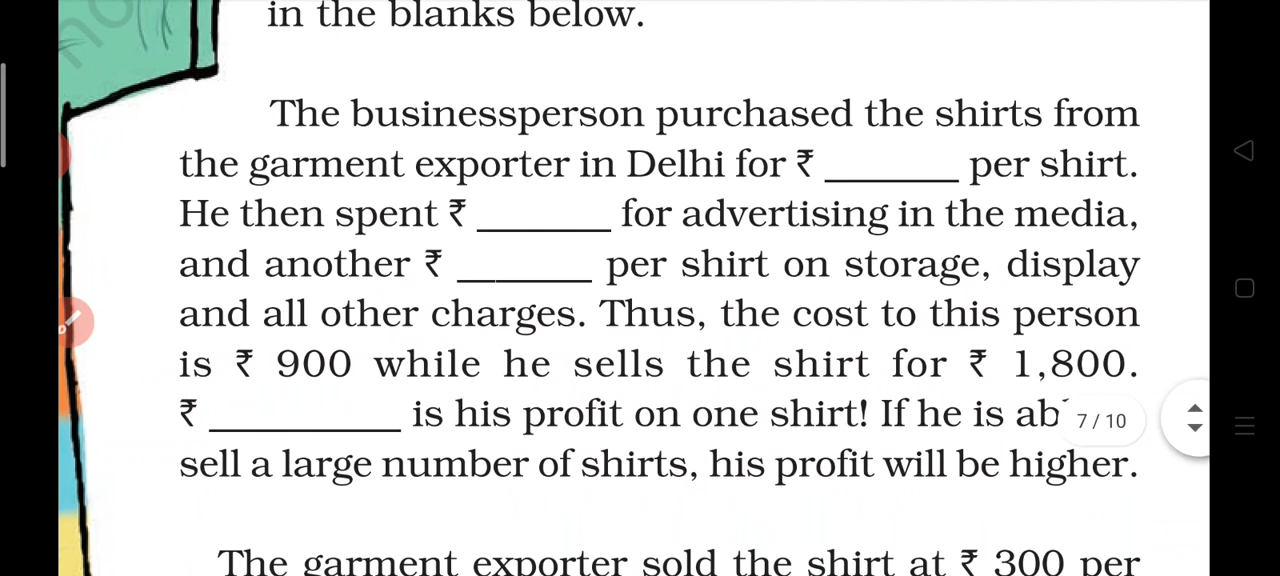 in the blanks below.
The businessperson purchased the shirts from
the garment exporter in Delhi for ₹ _______ per shirt.
He then spent ₹ _______ for advertising in the media,
and another ₹ _______ per shirt on storage, display
and all other charges. Thus, the cost to this person
is ₹ 900 while he sells the shirt for ₹ 1,800.
₹ __________ is his profit on one shirt! If he is
7 / 10
sell a large number of shirts, his profit will be higher.
The garment exporter sold the shirt at ₹ 300 per